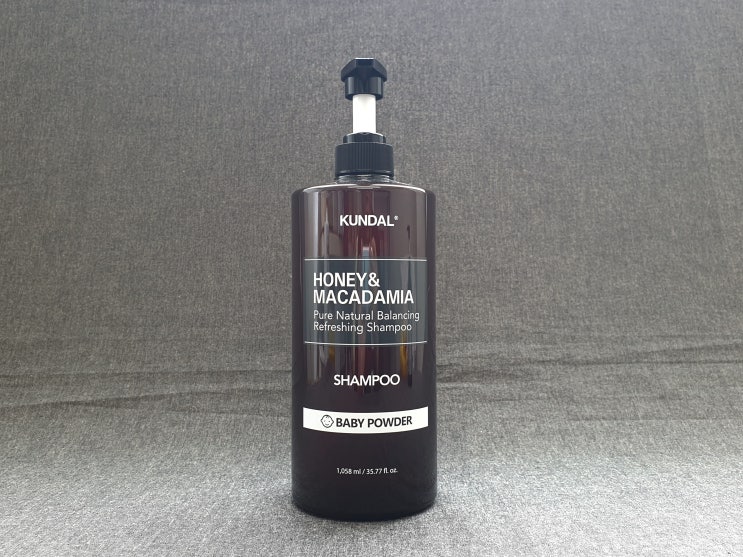 KUNDAL®
HONEY&
MACADAMIA
Pure Natural Balancing
Refreshing Shampoo
SHAMPOO
BABY POWDER
1,058 ml / 35.77 fl. oz.